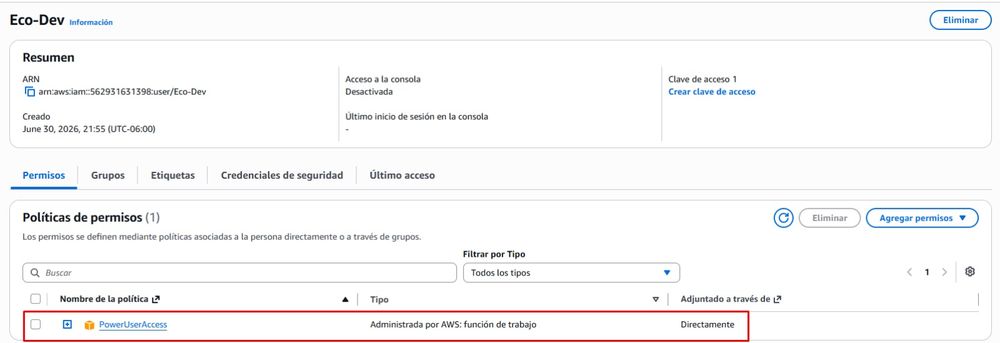 Eco-Dev Información
Eliminar
Resumen
ARN
arn:aws:iam::562931631398:user/Eco-Dev
Creado
June 30, 2026, 21:55 (UTC-06:00)
Acceso a la consola
Desactivada
Último inicio de sesión en la consola
-
Clave de acceso 1
Crear clave de acceso
Permisos Grupos Etiquetas Credenciales de seguridad Último acceso
Políticas de permisos (1)
Eliminar Agregar permisos
Los permisos se definen mediante políticas asociadas a la persona directamente o a través de grupos.
Filtrar por Tipo
Buscar Todos los tipos 1
Nombre de la política Tipo Adjuntado a través de
PowerUserAccess Administrada por AWS: función de trabajo Directamente